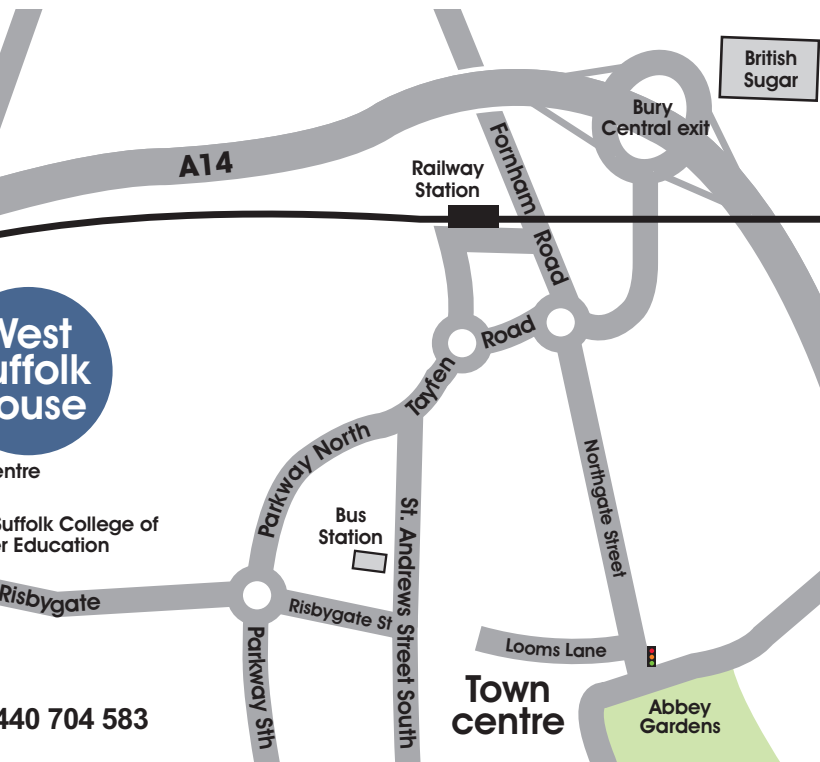 British
Sugar
Bury
Central exit
A14
Fornham Road
Railway
Station
West
uffolk
ouse
Tayfen Road
Parkway North
entre
Suffolk College of
r Education
Bus
Station
St. Andrews Street South
Northgate Street
Risbygate
Risbygate St
Parkway Sth
Looms Lane
Town
centre
Abbey
Gardens
440 704 583